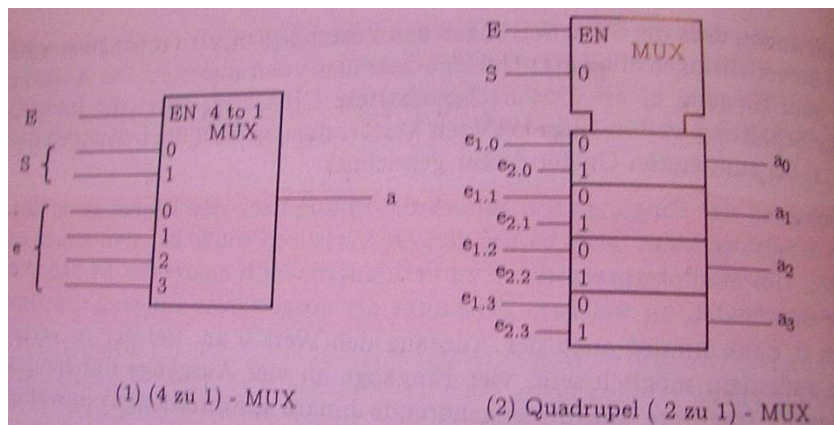 E
EN 4 to 1
MUX
S
0
1
e
0
1
2
3
a
(1) (4 zu 1) - MUX
E
EN
MUX
S
0
e1.0
0
e2.0
1
a0
e1.1
0
e2.1
1
a1
e1.2
0
e2.2
1
a2
e1.3
0
e2.3
1
a3
(2) Quadrupel ( 2 zu 1) - MUX